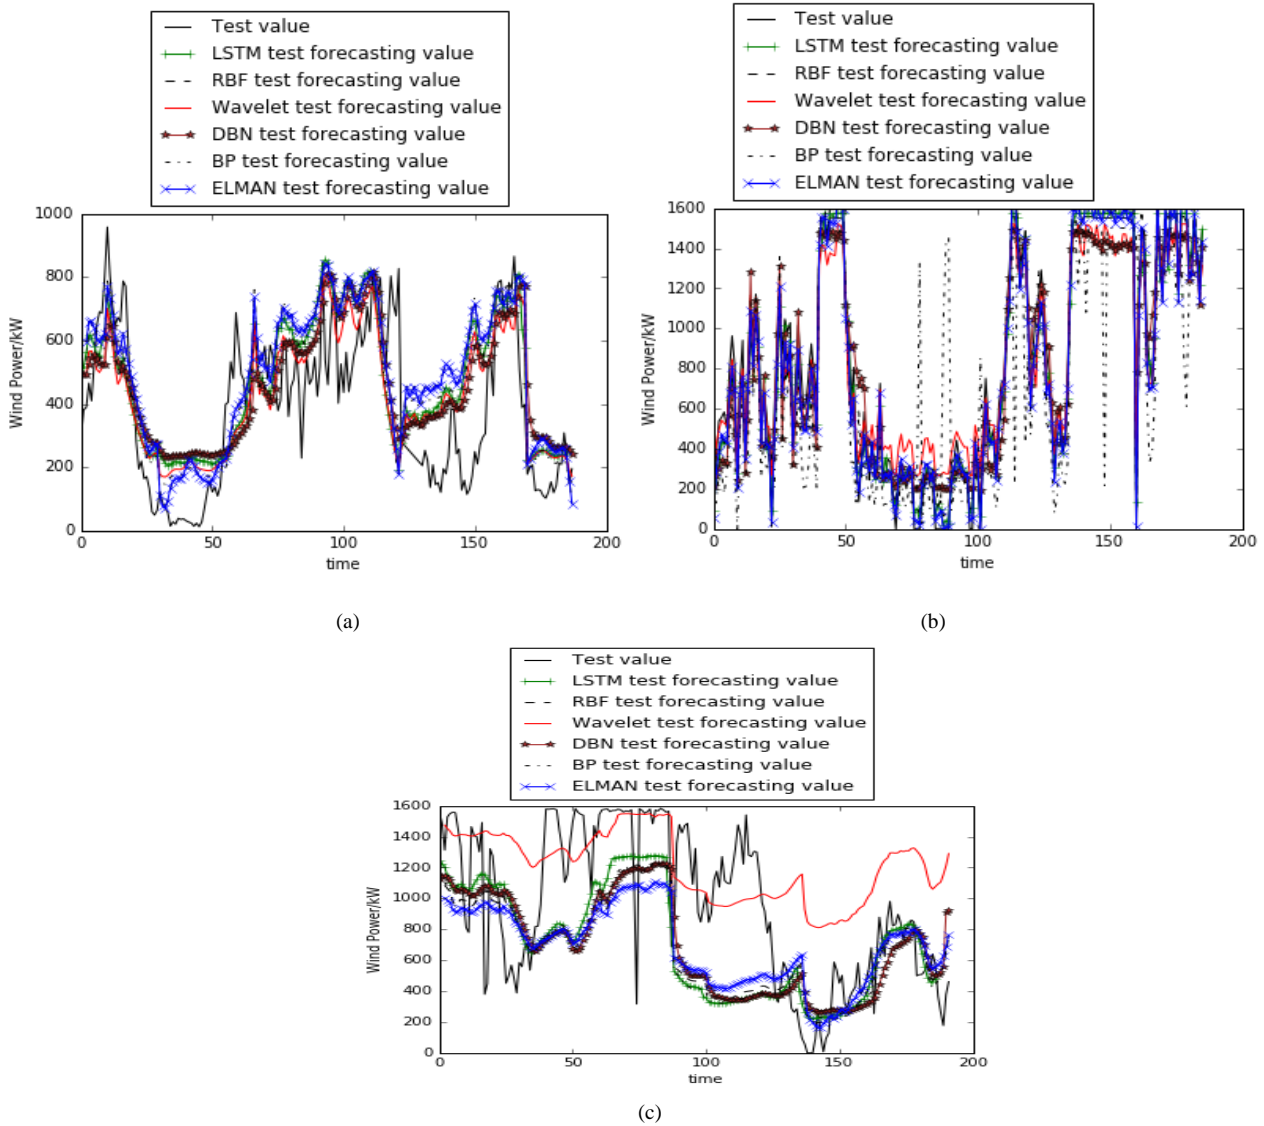 Test value
LSTM test forecasting value
RBF test forecasting value
Wavelet test forecasting value
DBN test forecasting value
BP test forecasting value
ELMAN test forecasting value
1000
800
600
400
200
0
Wind Power/kW
0 50 100 150 200
time
(a)
Test value
LSTM test forecasting value
RBF test forecasting value
Wavelet test forecasting value
DBN test forecasting value
BP test forecasting value
ELMAN test forecasting value
1600
1400
1200
1000
800
600
400
200
0
Wind Power/kW
0 50 100 150 200
time
(b)
Test value
LSTM test forecasting value
RBF test forecasting value
Wavelet test forecasting value
DBN test forecasting value
BP test forecasting value
ELMAN test forecasting value
1600
1400
1200
1000
800
600
400
200
0
Wind Power/kW
0 50 100 150 200
time
(c)